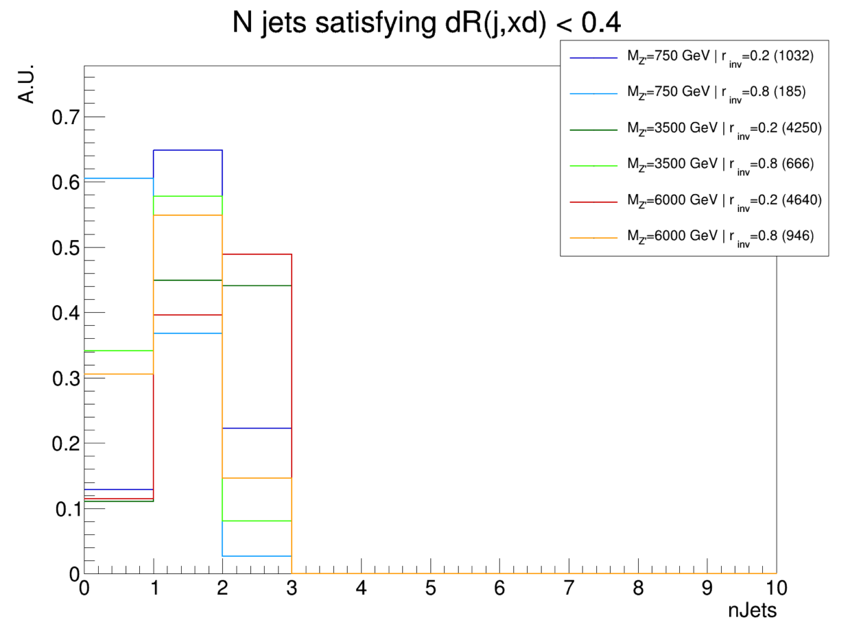 N jets satisfying dR(j,xd) < 0.4
A.U.
M_Z'=750 GeV | r_inv=0.2 (1032)
M_Z'=750 GeV | r_inv=0.8 (185)
M_Z'=3500 GeV | r_inv=0.2 (4250)
M_Z'=3500 GeV | r_inv=0.8 (666)
M_Z'=6000 GeV | r_inv=0.2 (4640)
M_Z'=6000 GeV | r_inv=0.8 (946)
0.7
0.6
0.5
0.4
0.3
0.2
0.1
0
0 1 2 3 4 5 6 7 8 9 10
nJets